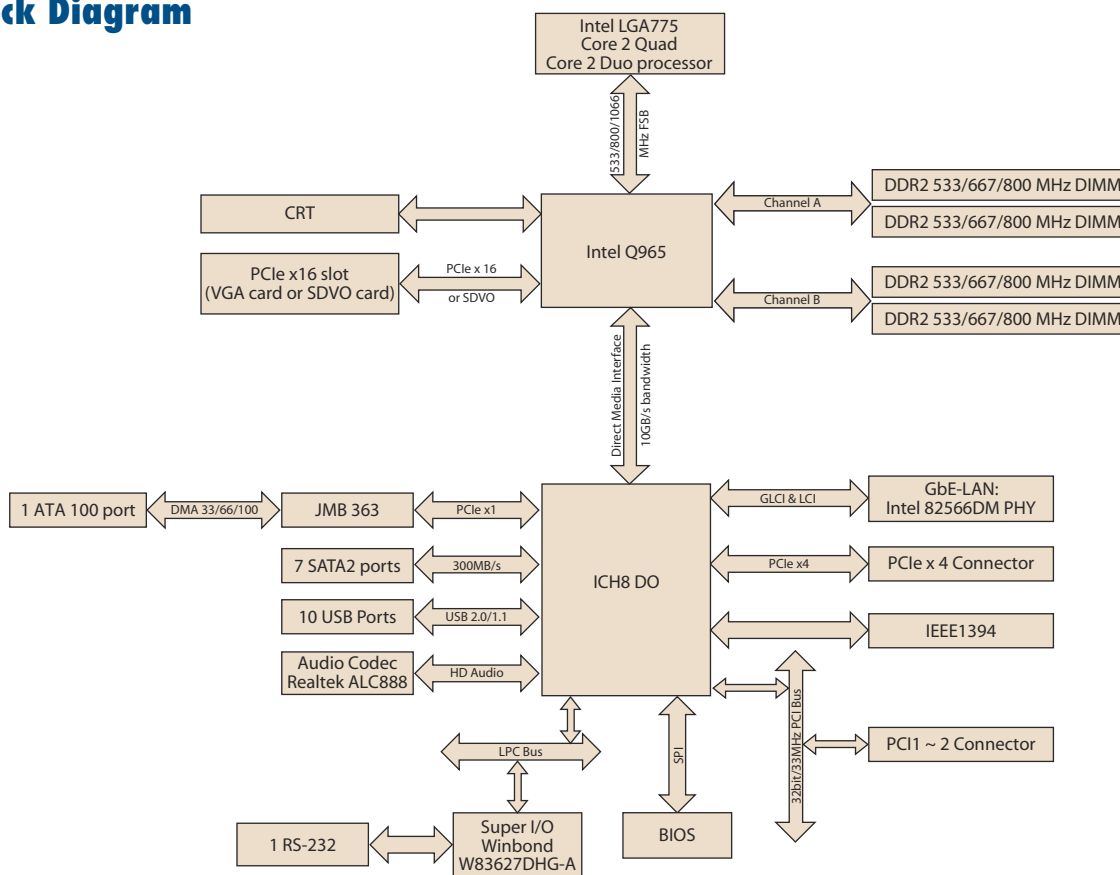 ck Diagram
Intel LGA775
Core 2 Quad
Core 2 Duo processor
533/800/1066
MHz FSB
CRT
PCIe x16 slot
(VGA card or SDVO card)
PCIe x 16
or SDVO
Intel Q965
Channel A
Channel B
DDR2 533/667/800 MHz DIMM
DDR2 533/667/800 MHz DIMM
DDR2 533/667/800 MHz DIMM
DDR2 533/667/800 MHz DIMM
Direct Media Interface
10GB/s bandwidth
1 ATA 100 port
DMA 33/66/100
JMB 363
PCIe x1
7 SATA2 ports
300MB/s
10 USB Ports
USB 2.0/1.1
Audio Codec
Realtek ALC888
HD Audio
ICH8 DO
GLCI & LCI
GbE-LAN:
Intel 82566DM PHY
PCIe x4
PCIe x 4 Connector
IEEE1394
32bit/33MHz PCI Bus
PCI1 ~ 2 Connector
LPC Bus
SPI
BIOS
1 RS-232
Super I/O
Winbond
W83627DHG-A